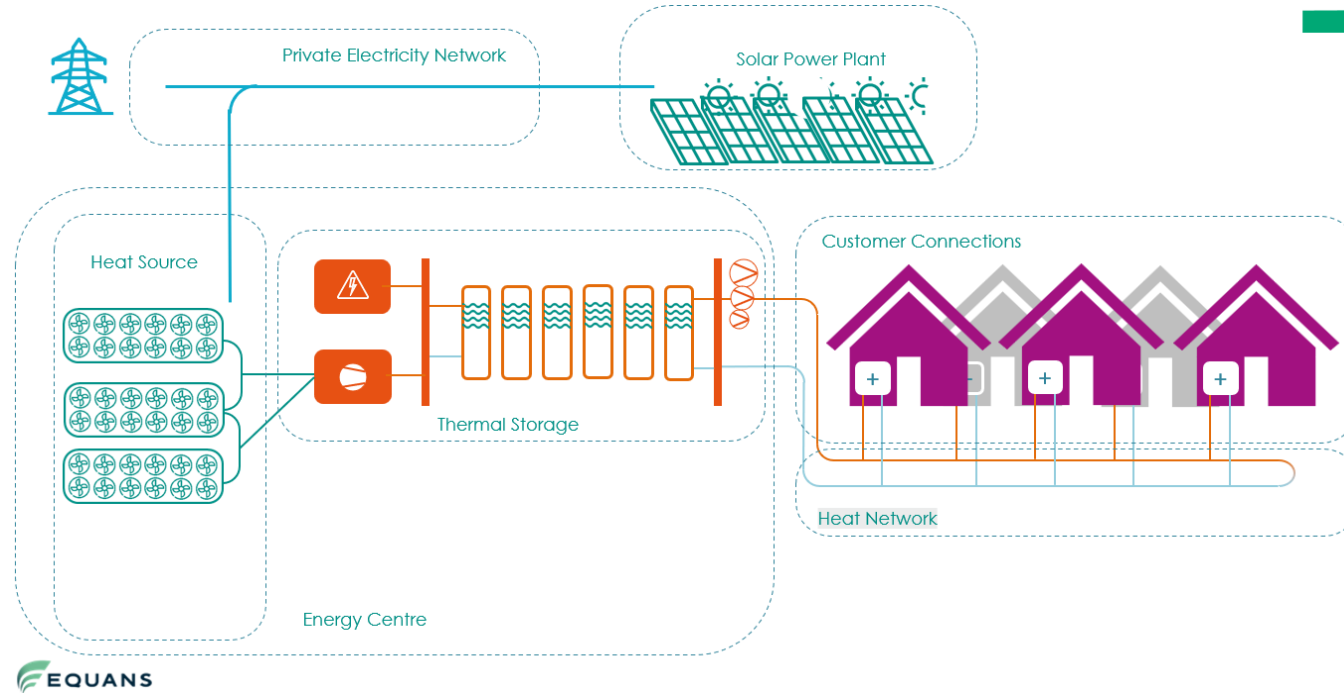 Private Electricity Network
Solar Power Plant
Heat Source
Customer Connections
Thermal Storage
Heat Network
Energy Centre
EQUANS